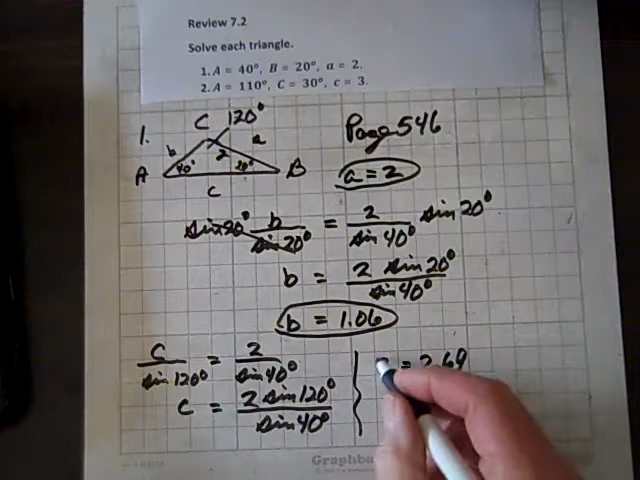 Review 7.2
Solve each triangle.
1. A = 40°, B = 20°, a = 2.
2. A = 110°, C = 30°, c = 3.
1.
C 120°
b a
2
A 40° 20° B
c
Page 546
a = 2
sin 20° b / sin 20° = 2 / sin 40° sin 20°
b = 2 sin 20° / sin 40°
b = 1.06
c / sin 120° = 2 / sin 40°
c = 2 sin 120° / sin 40°
= 2.69